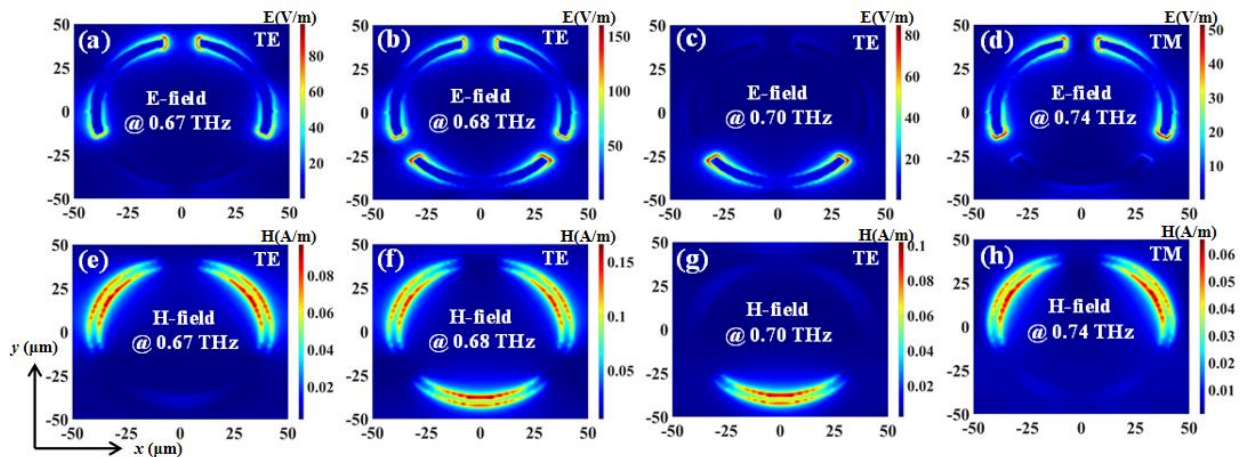 E(V/m) E(V/m) E(V/m) E(V/m)
50 (a) TE 50 (b) TE 150 50 (c) TE 80 50 (d) TM 50
25 80 25 25 25 40
60 100 60 30
0 E-field 0 E-field 0 E-field 0 E-field
@ 0.67 THz 40 @ 0.68 THz @ 0.70 THz 40 @ 0.74 THz 20
-25 20 -25 50 -25 20 -25 10
-50 -50 -50 -50
-50 -25 0 25 50 -50 -25 0 25 50 -50 -25 0 25 50 -50 -25 0 25 50
H(A/m) H(A/m) H(A/m) H(A/m)
50 (e) TE 50 (f) TE 0.15 50 (g) TE 0.1 50 (h) TM 0.06
25 0.08 25 25 0.08 25 0.05
0.06 0.1 0.06 0.04
0 H-field 0 H-field 0 H-field 0 H-field
@ 0.67 THz 0.04 @ 0.68 THz @ 0.70 THz 0.04 @ 0.74 THz 0.03
y (μm) -25 0.02 -25 0.05 -25 0.02 -25 0.02
0.01
-50 -50 -50 -50
-50 -25 0 25 50 -50 -25 0 25 50 -50 -25 0 25 50 -50 -25 0 25 50
x (μm)